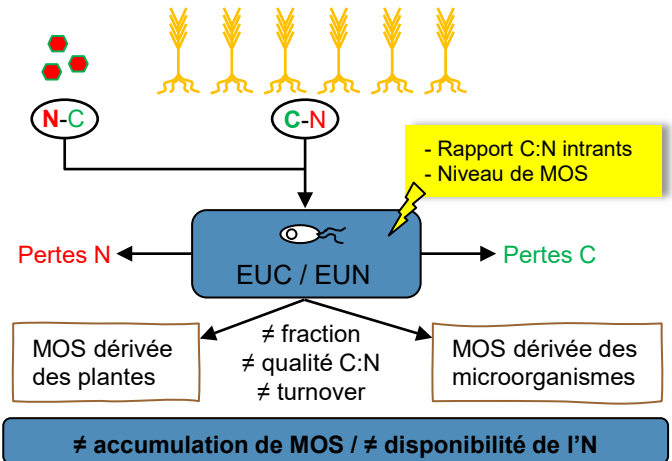 N-C
C-N
- Rapport C:N intrants
- Niveau de MOS
Pertes N
EUC / EUN
Pertes C
MOS dérivée
des plantes
≠ fraction
≠ qualité C:N
≠ turnover
MOS dérivée des
microorganismes
≠ accumulation de MOS / ≠ disponibilité de l'N